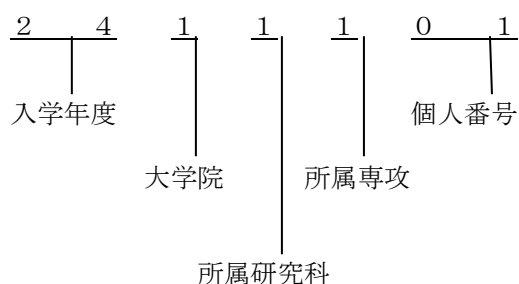 ２ ４ １ １ １ ０ １
入学年度 個人番号
大学院 所属専攻
所属研究科